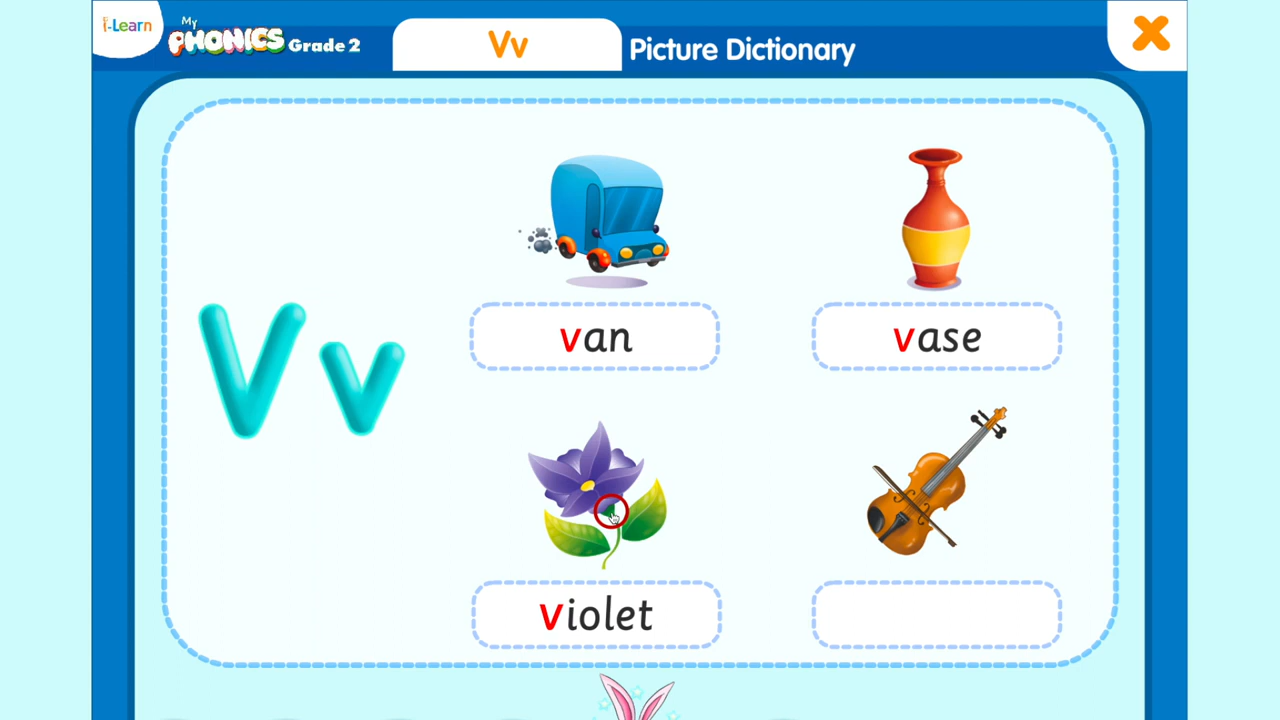 i-Learn
My
PHONICS Grade 2
Vv
Picture Dictionary
Vv
van
vase
violet